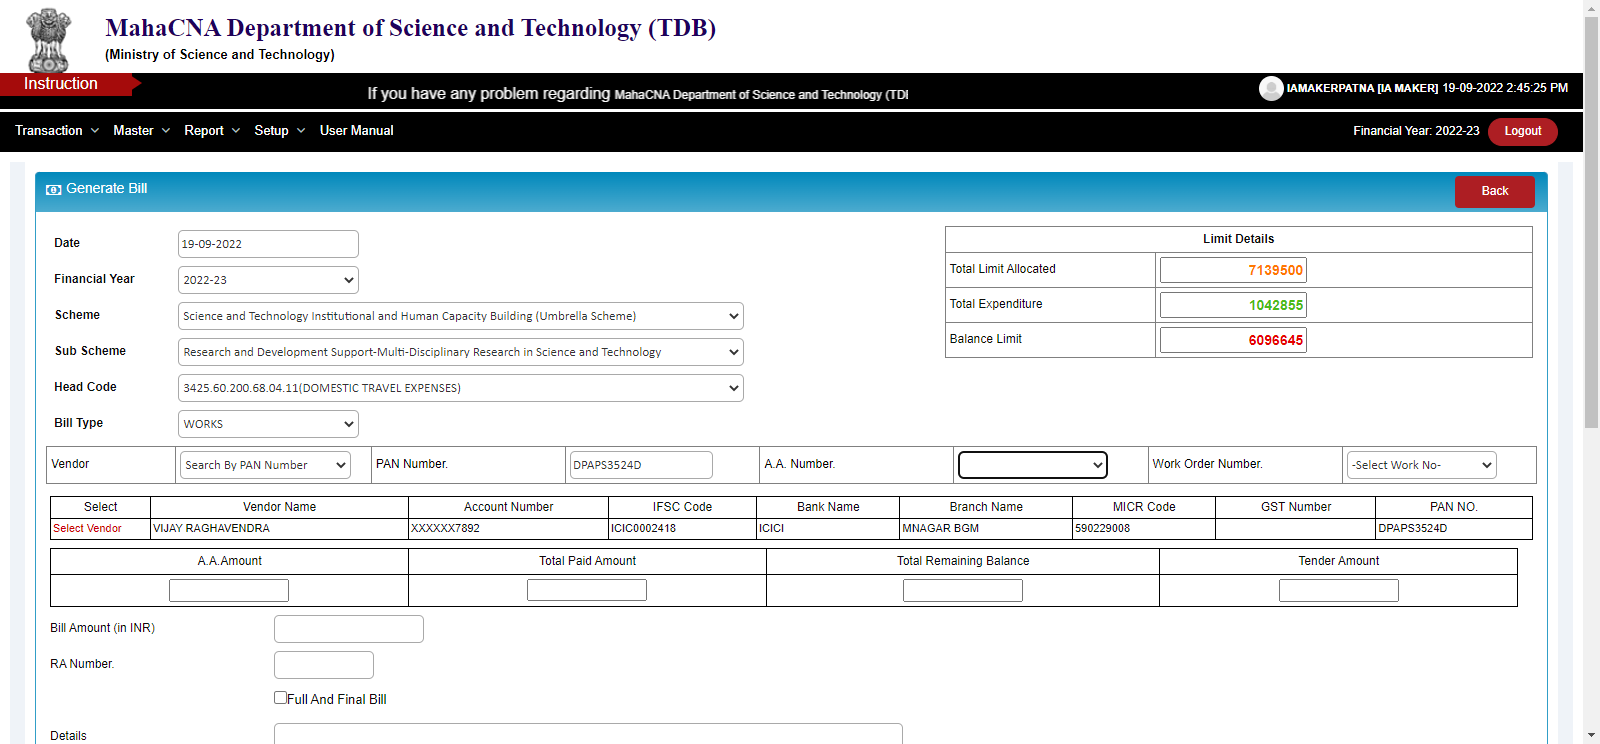 MahaCNA Department of Science and Technology (TDB)
(Ministry of Science and Technology)
Instruction
If you have any problem regarding MahaCNA Department of Science and Technology (TDI
IAMAKERPATNA [IA MAKER] 19-09-2022 2:45:25 PM
Transaction Master Report Setup User Manual
Financial Year: 2022-23 Logout
Generate Bill
Back
Date 19-09-2022
Financial Year 2022-23
Scheme Science and Technology Institutional and Human Capacity Building (Umbrella Scheme)
Sub Scheme Research and Development Support-Multi-Disciplinary Research in Science and Technology
Head Code 3425.60.200.68.04.11(DOMESTIC TRAVEL EXPENSES)
Bill Type WORKS
Limit Details
Total Limit Allocated 7139500
Total Expenditure 1042855
Balance Limit 6096645
Vendor Search By PAN Number PAN Number. DPAPS3524D A.A. Number. Work Order Number. -Select Work No-
Select Vendor Name Account Number IFSC Code Bank Name Branch Name MICR Code GST Number PAN NO.
Select Vendor VIJAY RAGHAVENDRA XXXXXX7892 ICIC0002418 ICICI MNAGAR BGM 590229008 DPAPS3524D
A.A.Amount Total Paid Amount Total Remaining Balance Tender Amount
Bill Amount (in INR)
RA Number.
Full And Final Bill
Details